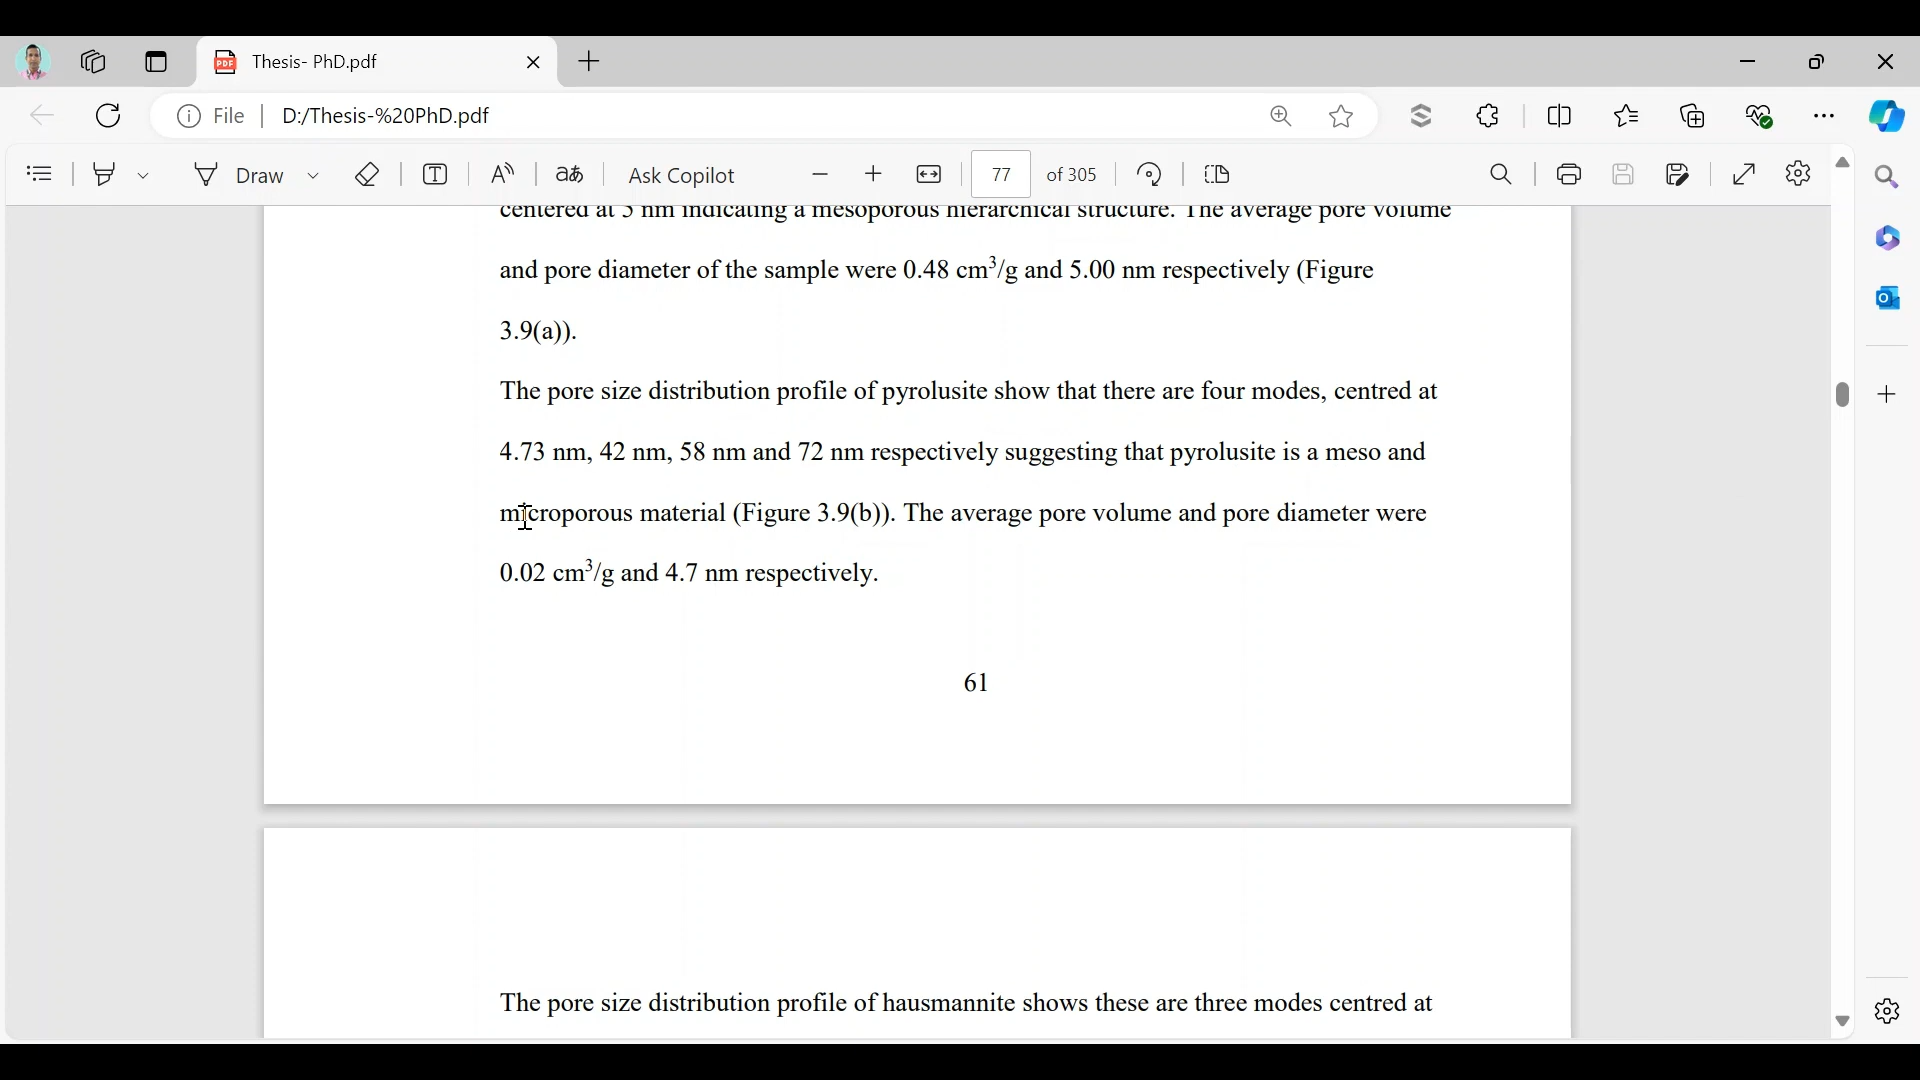 Thesis- PhD.pdf
File D:/Thesis-%20PhD.pdf
Draw Ask Copilot 77 of 305
centered at 5 nm indicating a mesoporous hierarchical structure. The average pore volume
and pore diameter of the sample were 0.48 cm³/g and 5.00 nm respectively (Figure
3.9(a)).
The pore size distribution profile of pyrolusite show that there are four modes, centred at
4.73 nm, 42 nm, 58 nm and 72 nm respectively suggesting that pyrolusite is a meso and
microporous material (Figure 3.9(b)). The average pore volume and pore diameter were
0.02 cm³/g and 4.7 nm respectively.
61
The pore size distribution profile of hausmannite shows these are three modes centred at